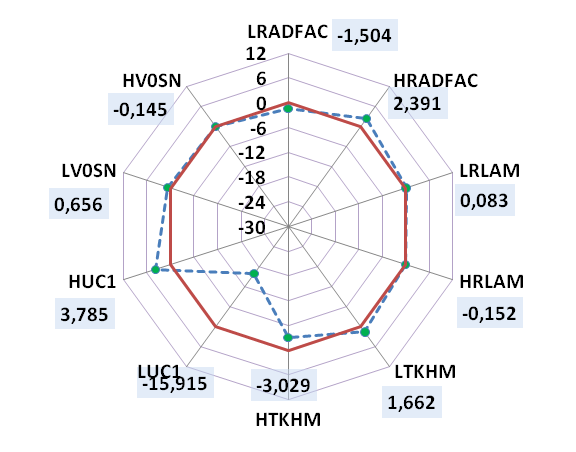 LRADFAC
-1,504
12
6
0
-6
-12
-18
-24
-30
HRADFAC
2,391
LRLAM
0,083
HRLAM
-0,152
LTKHM
1,662
HTKHM
-3,029
LUC1
-15,915
HUC1
3,785
LV0SN
0,656
HV0SN
-0,145